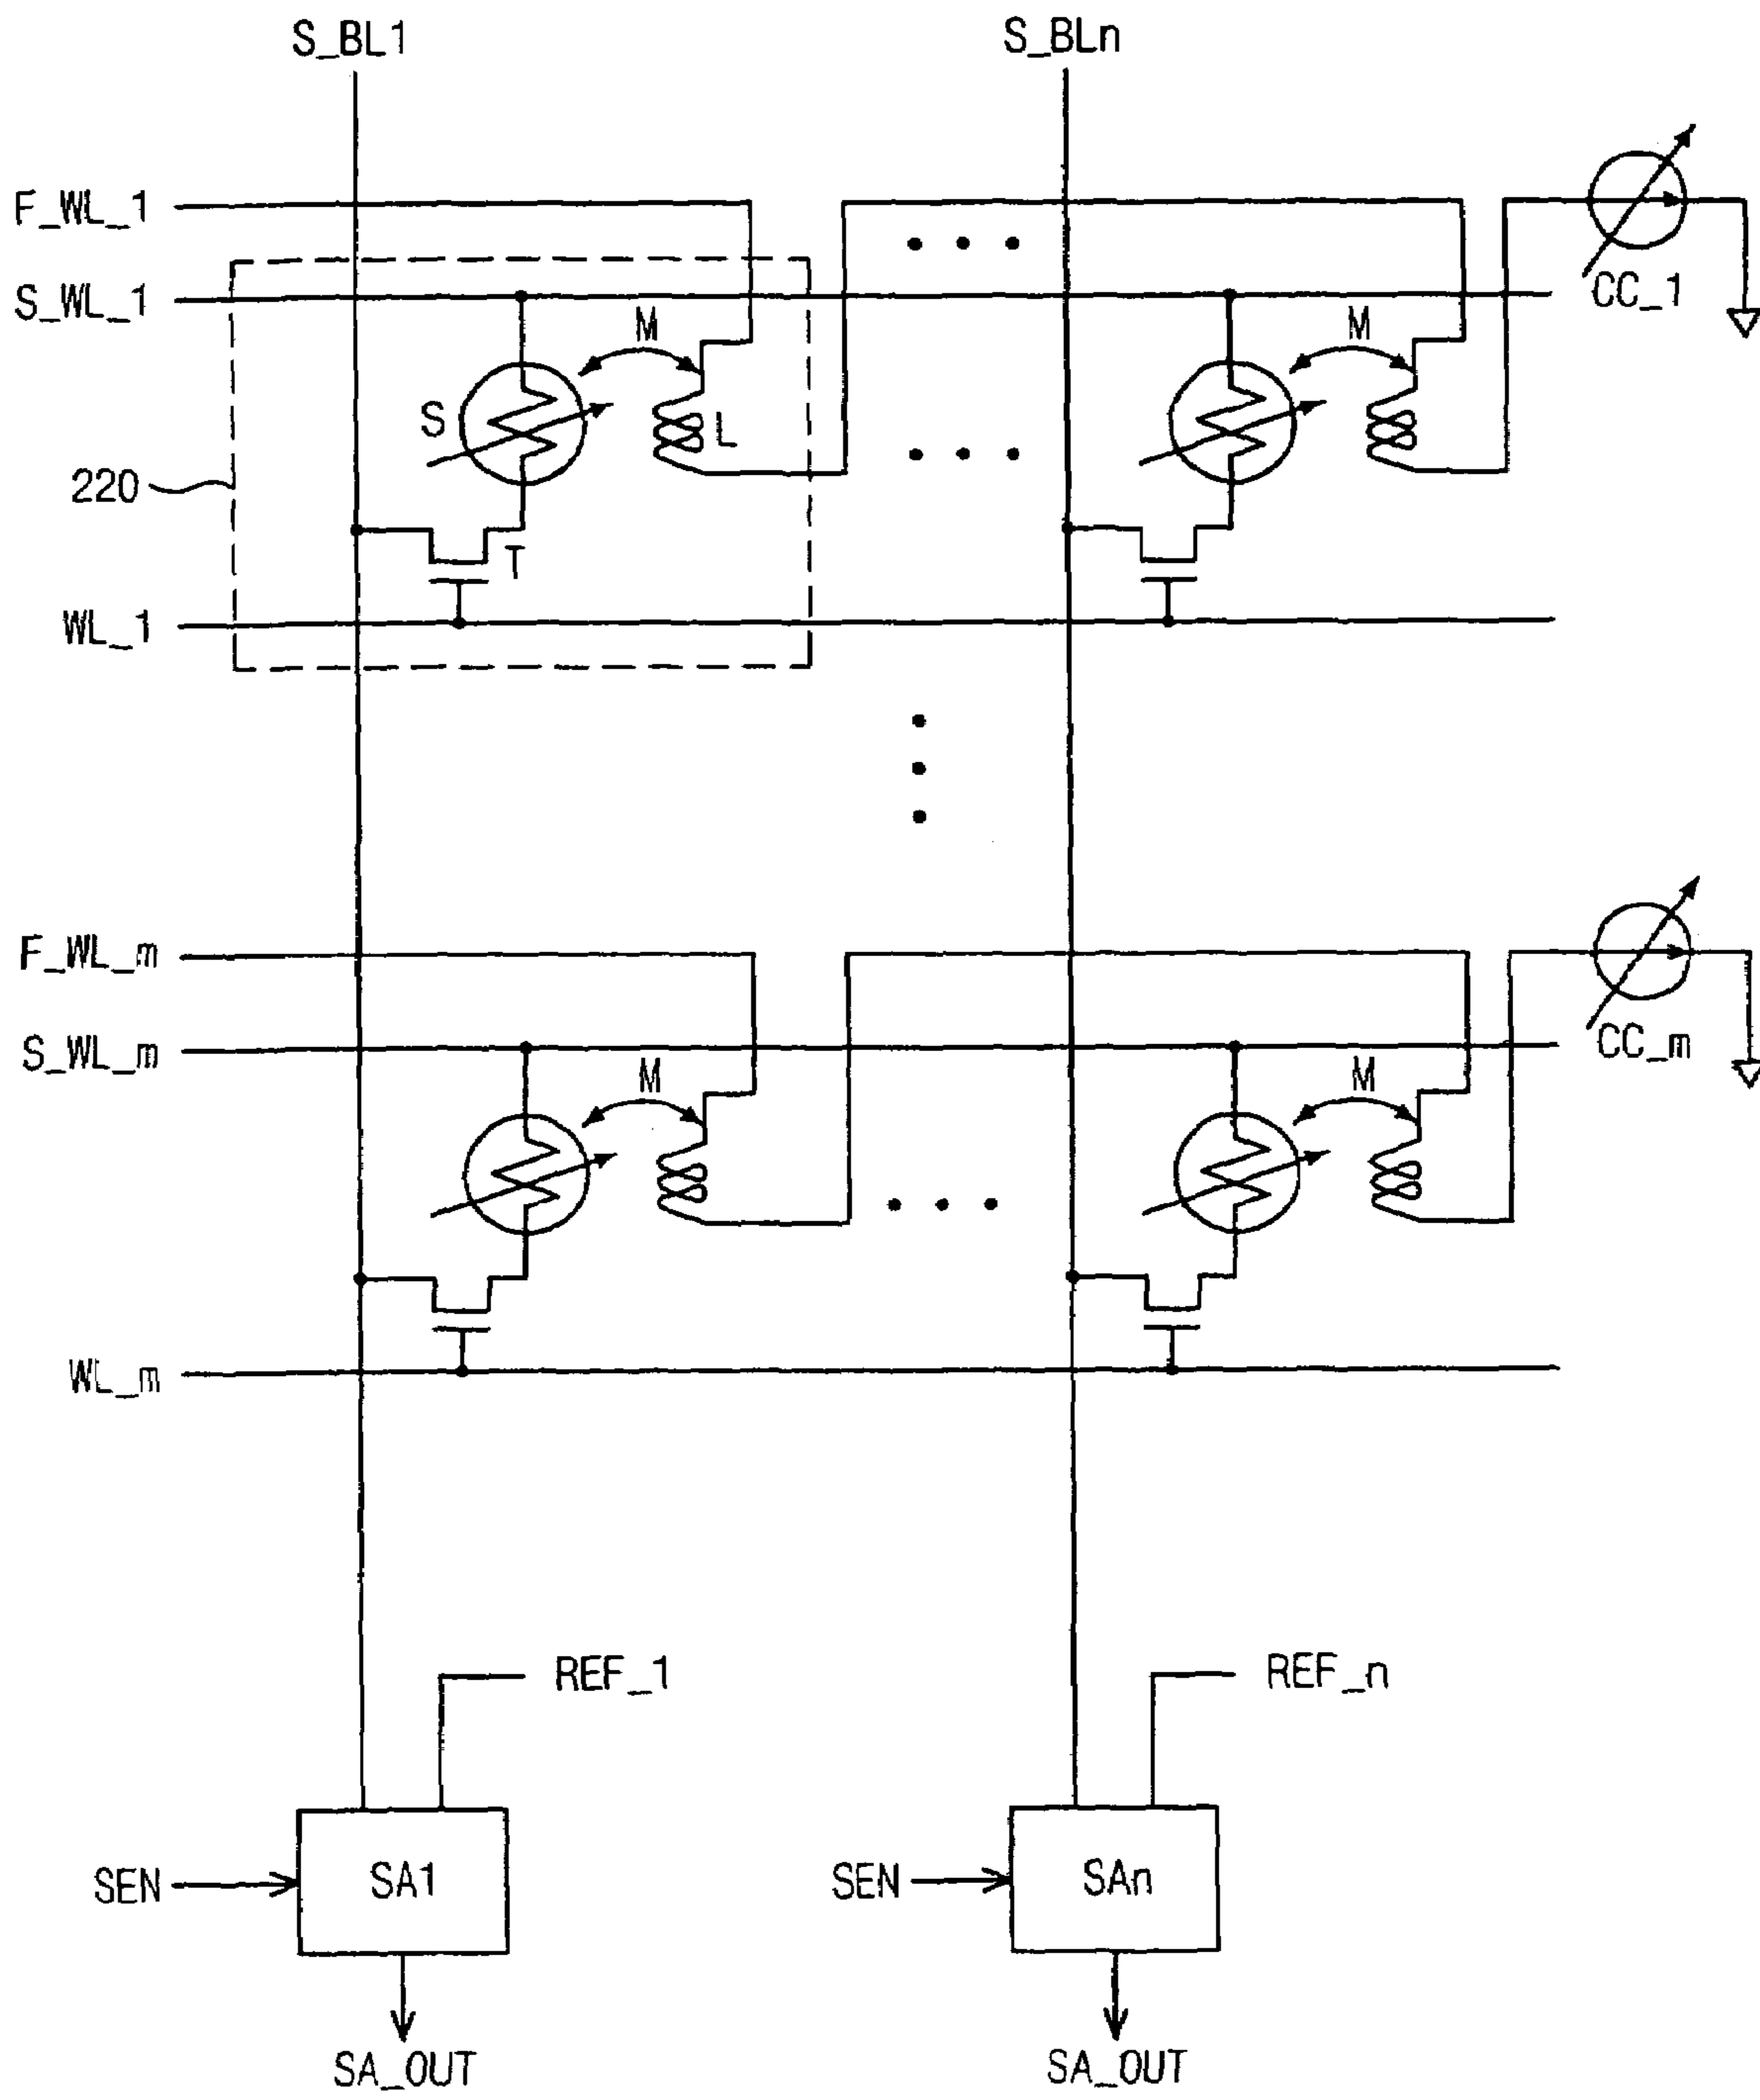 S_BL1 S_BLn
F_WL_1
CC_1
S_WL_1
M M
S L
220
T
WL_1
F_WL_m
CC_m
S_WL_m
M M
WL_m
REF_1 REF_n
SEN SA1 SEN SAn
SA_OUT SA_OUT